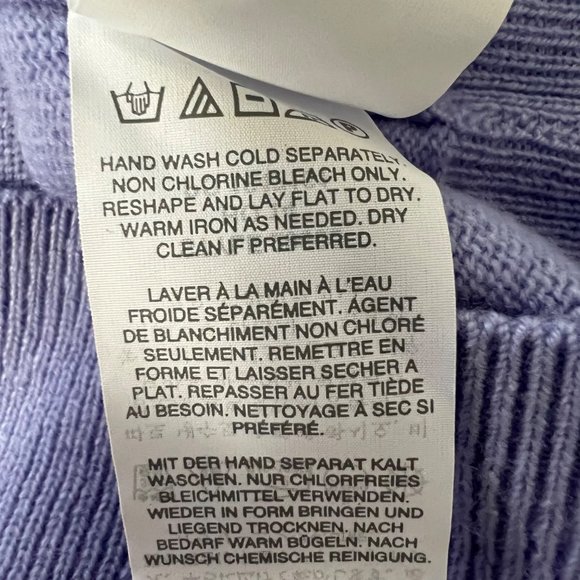 HAND WASH COLD SEPARATELY.
NON CHLORINE BLEACH ONLY.
RESHAPE AND LAY FLAT TO DRY.
WARM IRON AS NEEDED. DRY
CLEAN IF PREFERRED.
LAVER À LA MAIN À L'EAU
FROIDE SÉPARÉMENT. AGENT
DE BLANCHIMENT NON CHLORÉ
SEULEMENT. REMETTRE EN
FORME ET LAISSER SECHER A
PLAT. REPASSER AU FER TIÈDE
AU BESOIN. NETTOYAGE À SEC SI
PRÉFÉRÉ.
MIT DER HAND SEPARAT KALT
WASCHEN. NUR CHLORFREIES
BLEICHMITTEL VERWENDEN.
WIEDER IN FORM BRINGEN UND
LIEGEND TROCKNEN. NACH
BEDARF WARM BÜGELN. NACH
WUNSCH CHEMISCHE REINIGUNG.